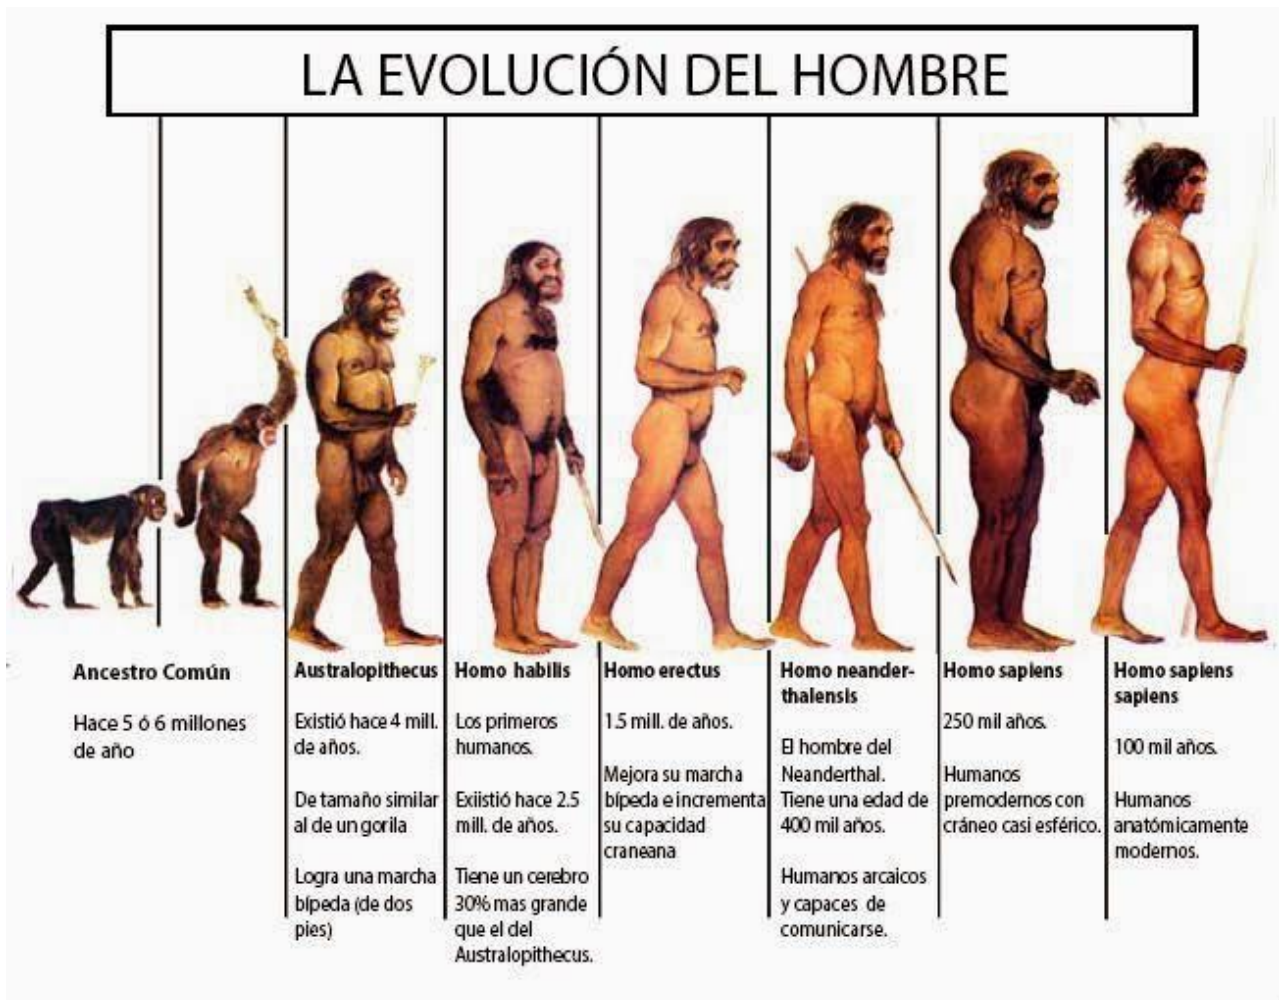 LA EVOLUCIÓN DEL HOMBRE
Ancestro Común
Hace 5 ó 6 millones
de año
Australopithecus
Existió hace 4 mill.
de años.
De tamaño similar
al de un gorila
Logra una marcha
bípeda (de dos
pies)
Homo habilis
Los primeros
humanos.
Exiistió hace 2.5
mill. de años.
Tiene un cerebro
30% mas grande
que el del
Australopithecus.
Homo erectus
1.5 mill. de años.
Mejora su marcha
bípeda e incrementa
su capacidad
craneana
Homo neander-
thalensis
El hombre del
Neanderthal.
Tiene una edad de
400 mil años.
Humanos arcaicos
y capaces de
comunicarse.
Homo sapiens
250 mil años.
Humanos
premodernos con
cráneo casi esférico.
Homo sapiens
sapiens
100 mil años.
Humanos
anatómicamente
modernos.